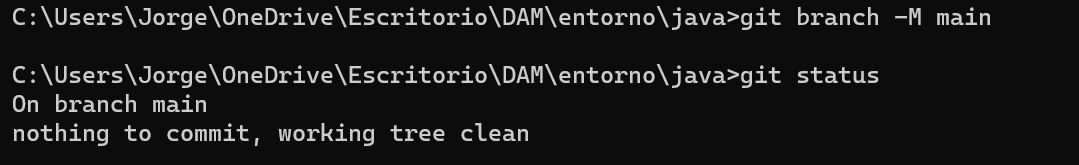 C:\Users\Jorge\OneDrive\Escritorio\DAM\entorno\java>git branch -M main
C:\Users\Jorge\OneDrive\Escritorio\DAM\entorno\java>git status
On branch main
nothing to commit, working tree clean